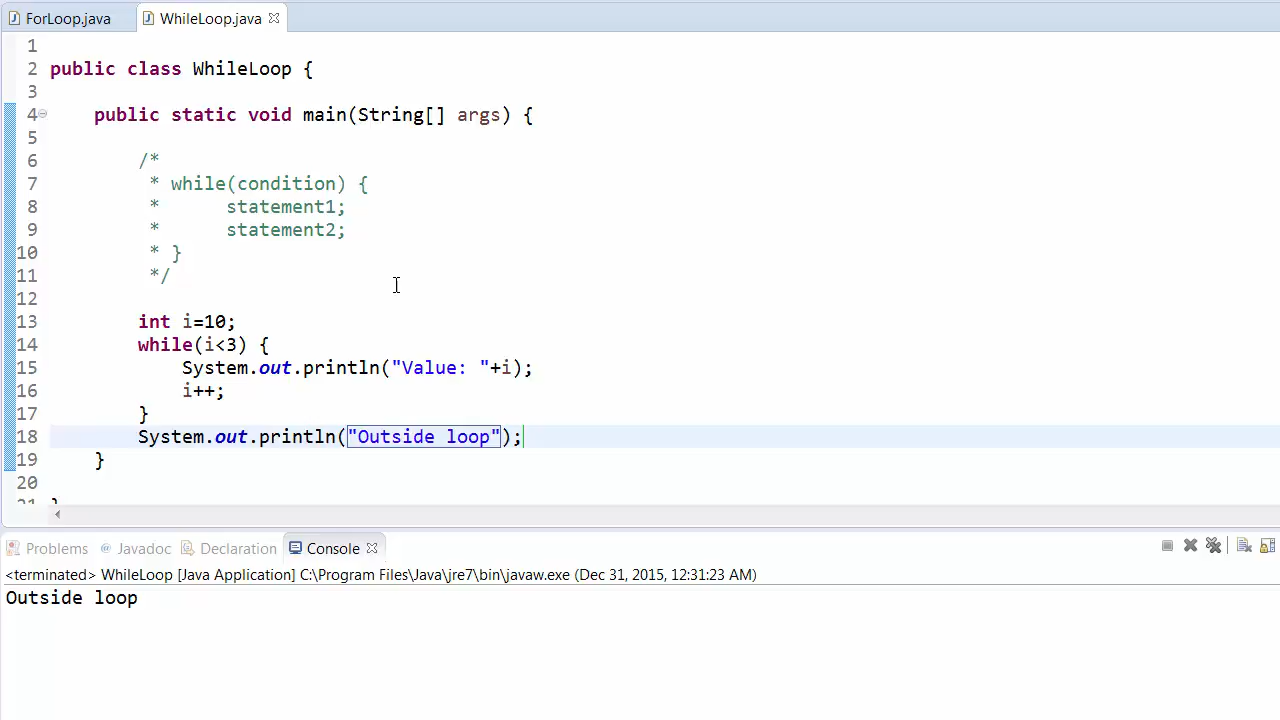 ForLoop.java WhileLoop.java
1
2 public class WhileLoop {
3
4 public static void main(String[] args) {
5
6 /*
7 * while(condition) {
8 * statement1;
9 * statement2;
10 * }
11 */
12
13 int i=10;
14 while(i<3) {
15 System.out.println("Value: "+i);
16 i++;
17 }
18 System.out.println("Outside loop");
19 }
20
21 }
Problems @ Javadoc Declaration Console
<terminated> WhileLoop [Java Application] C:\Program Files\Java\jre7\bin\javaw.exe (Dec 31, 2015, 12:31:23 AM)
Outside loop